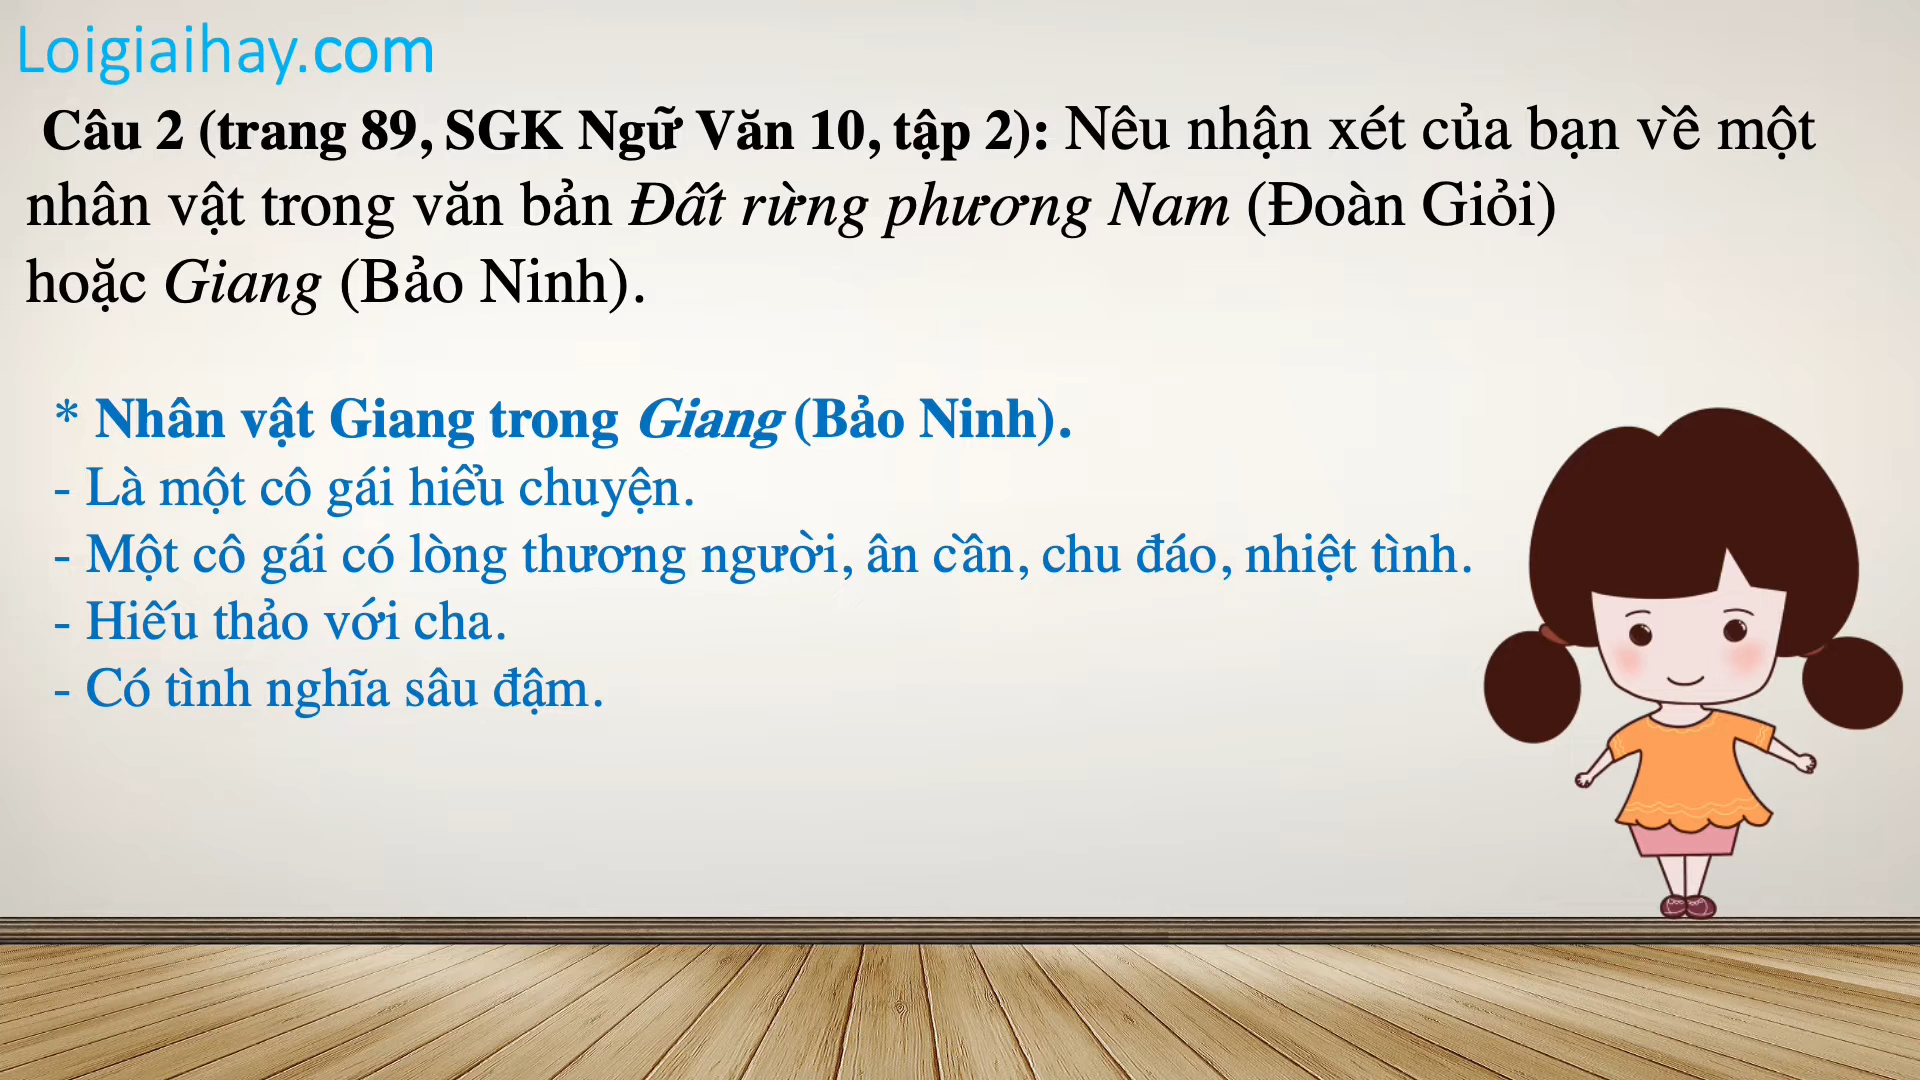 Loigiaihay.com
Câu 2 (trang 89, SGK Ngữ Văn 10, tập 2): Nêu nhận xét của bạn về một
nhân vật trong văn bản Đất rừng phương Nam (Đoàn Giỏi)
hoặc Giang (Bảo Ninh).
* Nhân vật Giang trong Giang (Bảo Ninh).
- Là một cô gái hiểu chuyện.
- Một cô gái có lòng thương người, ân cần, chu đáo, nhiệt tình.
- Hiếu thảo với cha.
- Có tình nghĩa sâu đậm.